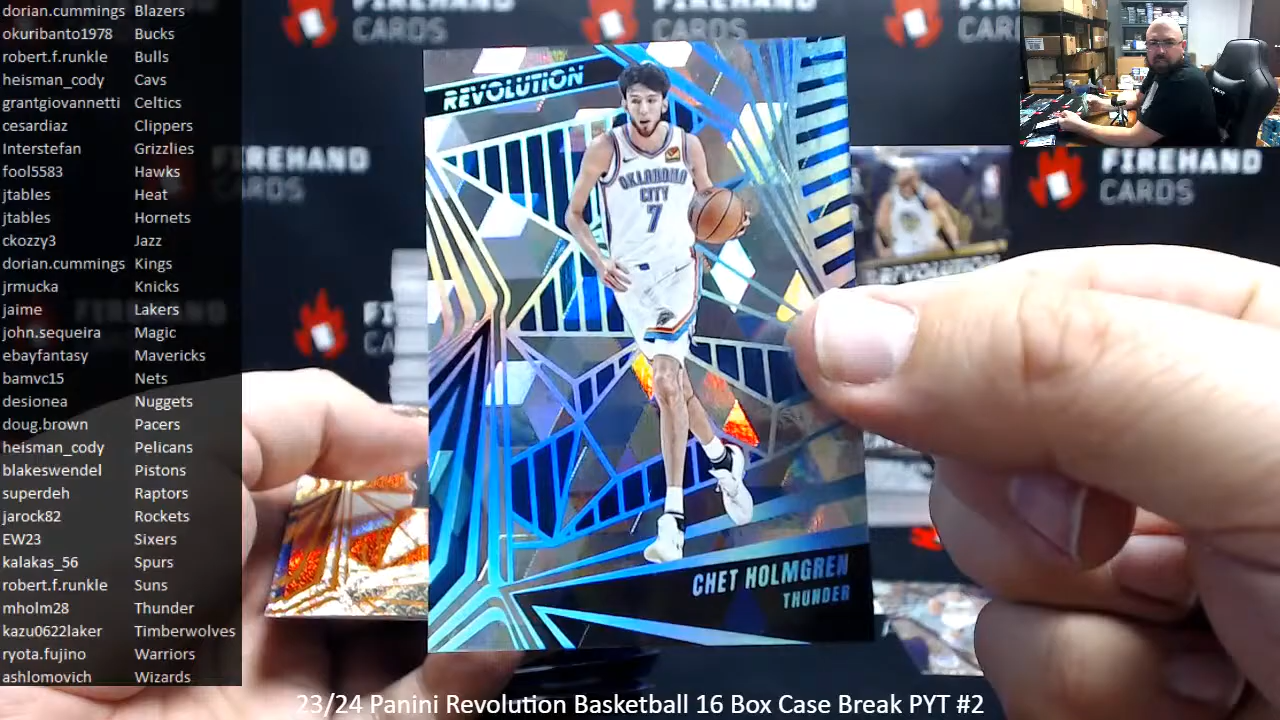 dorian.cummings Blazers
okuribanto1978 Bucks
robert.f.runkle Bulls
heisman_cody Cavs
grantgiovannetti Celtics
cesardiaz Clippers
Interstefan Grizzlies
fool5583 Hawks
jtables Heat
jtables Hornets
ckozzy3 Jazz
dorian.cummings Kings
jrmucka Knicks
jaime Lakers
john.sequeira Magic
ebayfantasy Mavericks
bamvc15 Nets
desionea Nuggets
doug.brown Pacers
heisman_cody Pelicans
blakeswendel Pistons
superdeh Raptors
jarock82 Rockets
EW23 Sixers
kalakas_56 Spurs
robert.f.runkle Suns
mholm28 Thunder
kazu0622laker Timberwolves
ryota.fujino Warriors
ashlomovich Wizards
FIREHAND
CARDS
FIREHAND
CARDS
REVOLUTION
OKLAHOMA
CITY
7
CHET HOLMGREN
THUNDER
REVOLUTION
23/24 Panini Revolution Basketball 16 Box Case Break PYT #2